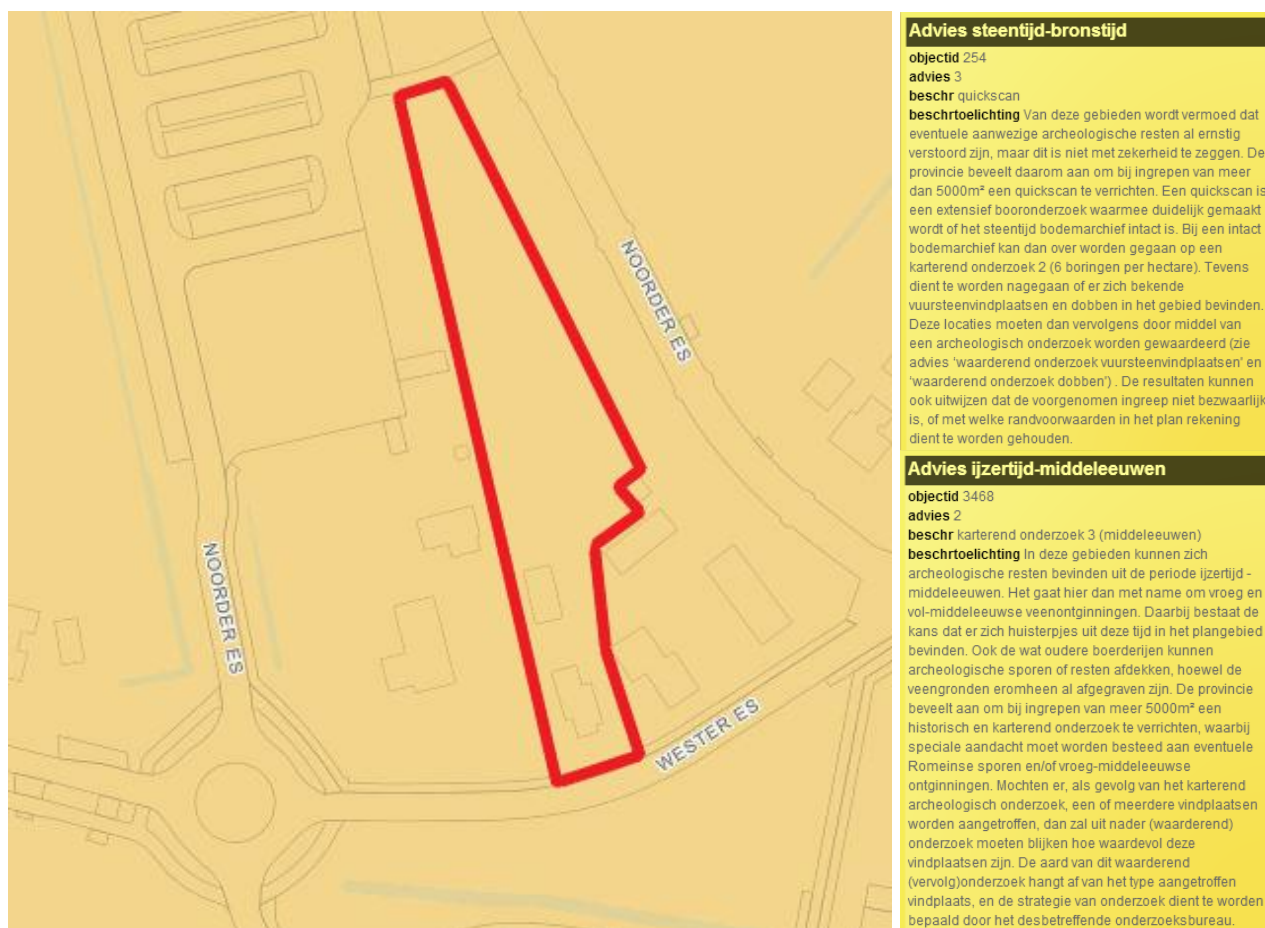 NOORDER ES
NOORDER ES
WESTER ES
Advies steentijd-bronstijd
objectid 254
advies 3
beschr quickscan
beschrtoelichting Van deze gebieden wordt vermoed dat
eventuele aanwezige archeologische resten al ernstig
verstoord zijn, maar dit is niet met zekerheid te zeggen. De
provincie beveelt daarom aan om bij ingrepen van meer
dan 5000m² een quickscan te verrichten. Een quickscan is
een extensief booronderzoek waarmee duidelijk gemaakt
wordt of het steentijd bodemarchief intact is. Bij een intact
bodemarchief kan dan over worden gegaan op een
karterend onderzoek 2 (6 boringen per hectare). Tevens
dient te worden nagegaan of er zich bekende
vuursteenvindplaatsen en dobben in het gebied bevinden.
Deze locaties moeten dan vervolgens door middel van
een archeologisch onderzoek worden gewaardeerd (zie
advies 'waarderend onderzoek vuursteenvindplaatsen' en
'waarderend onderzoek dobben') . De resultaten kunnen
ook uitwijzen dat de voorgenomen ingreep niet bezwaarlijk
is, of met welke randvoorwaarden in het plan rekening
dient te worden gehouden.
Advies ijzertijd-middeleeuwen
objectid 3468
advies 2
beschr karterend onderzoek 3 (middeleeuwen)
beschrtoelichting In deze gebieden kunnen zich
archeologische resten bevinden uit de periode ijzertijd -
middeleeuwen. Het gaat hier dan met name om vroeg en
vol-middeleeuwse veenontginningen. Daarbij bestaat de
kans dat er zich huisterpjes uit deze tijd in het plangebied
bevinden. Ook de wat oudere boerderijen kunnen
archeologische sporen of resten afdekken, hoewel de
veengronden eromheen al afgegraven zijn. De provincie
beveelt aan om bij ingrepen van meer 5000m² een
historisch en karterend onderzoek te verrichten, waarbij
speciale aandacht moet worden besteed aan eventuele
Romeinse sporen en/of vroeg-middeleeuwse
ontginningen. Mochten er, als gevolg van het karterend
archeologisch onderzoek, een of meerdere vindplaatsen
worden aangetroffen, dan zal uit nader (waarderend)
onderzoek moeten blijken hoe waardevol deze
vindplaatsen zijn. De aard van dit waarderend
(vervolg)onderzoek hangt af van het type aangetroffen
vindplaats, en de strategie van onderzoek dient te worden
bepaald door het desbetreffende onderzoeksbureau.